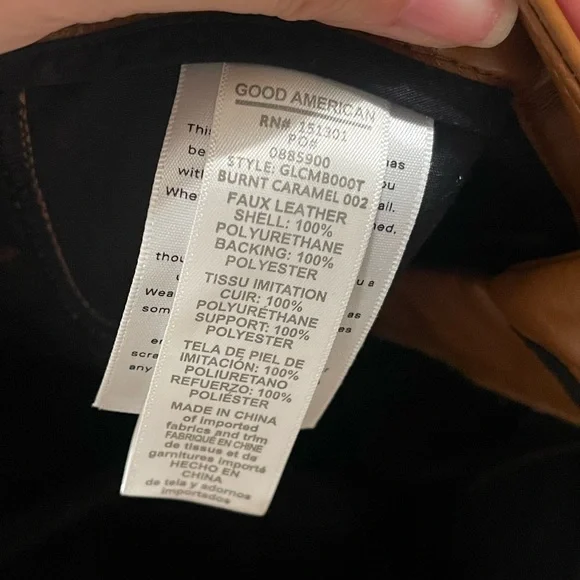 GOOD AMERICAN
RN# 151301
PO#
0885900
STYLE: GLCMB000T
BURNT CARAMEL 002
FAUX LEATHER
SHELL: 100%
POLYURETHANE
BACKING: 100%
POLYESTER
TISSU IMITATION
CUIR: 100%
POLYURÉTHANE
SUPPORT: 100%
POLYESTER
TELA DE PIEL DE
IMITACIÓN: 100%
POLIURETANO
REFUERZO: 100%
POLIÉSTER
MADE IN CHINA
of imported
fabrics and trim
FABRIQUÉ EN CHINE
de tissus et de
garnitures importé
HECHO EN
CHINA
de tela y adornos
importados